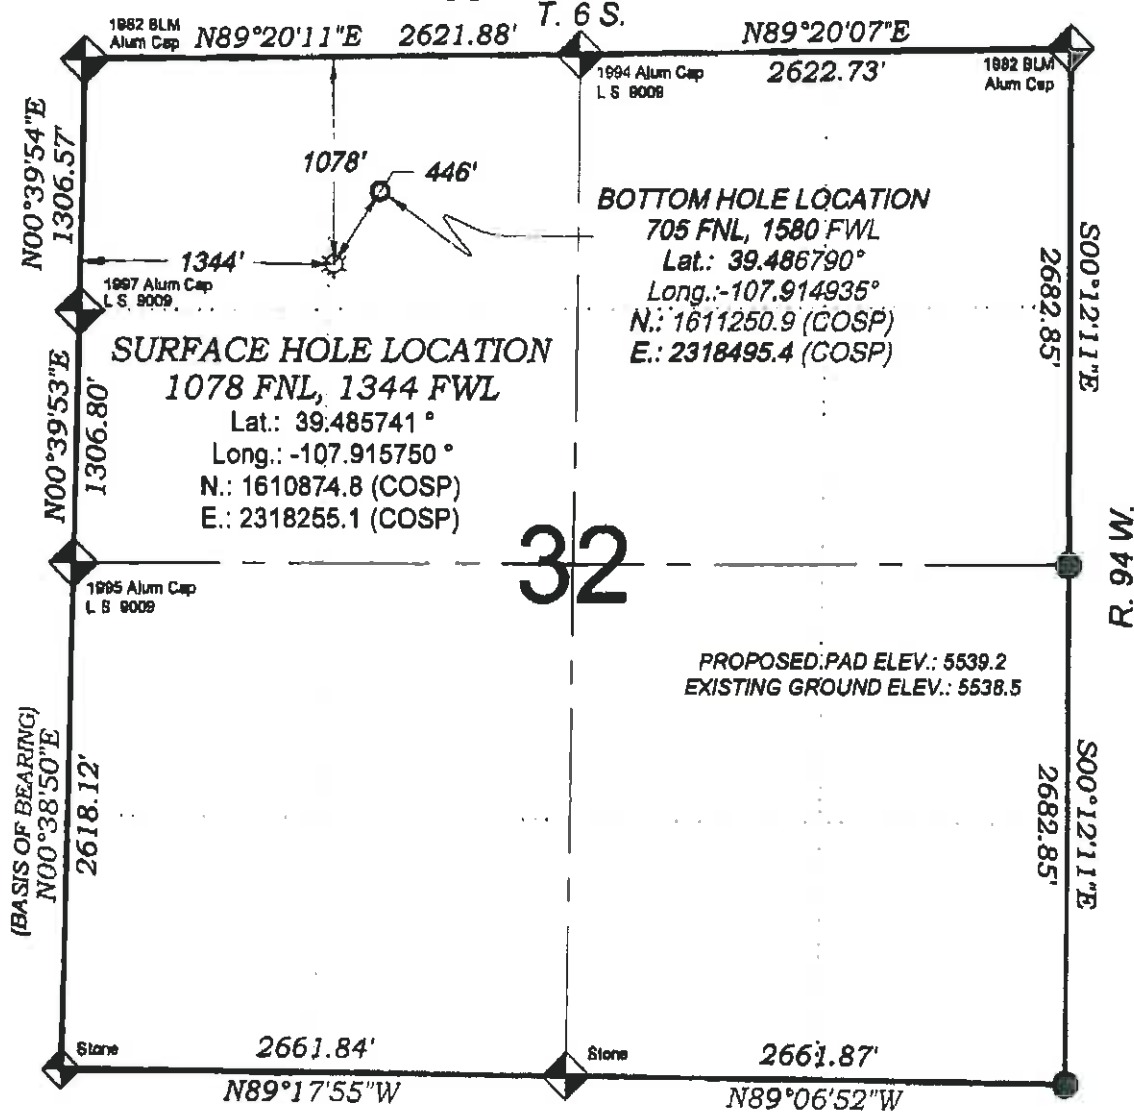 T. 6 S.
1982 BLM
Alum Cap
N89°20'11"E 2621.88'
N89°20'07"E
2622.73'
1994 Alum Cap
L S 9009
1982 BLM
Alum Cap
N00°39'54"E
1306.57'
1078'
446'
1344'
1997 Alum Cap
L S. 9009
BOTTOM HOLE LOCATION
705 FNL, 1580 FWL
Lat.: 39.486790°
Long.:-107.914935°
N.: 1611250.9 (COSP)
E.: 2318495.4 (COSP)
S00°12'11"E
2682.85'
SURFACE HOLE LOCATION
1078 FNL, 1344 FWL
Lat.: 39.485741 °
Long.: -107.915750 °
N.: 1610874.8 (COSP)
E.: 2318255.1 (COSP)
N00°39'53"E
1306.80'
32
1995 Alum Cap
L S 9009
R. 94 W.
PROPOSED PAD ELEV.: 5539.2
EXISTING GROUND ELEV.: 5538.5
(BASIS OF BEARING)
N00°38'50"E
2618.12'
S00°12'11"E
2682.85'
Stone
2661.84'
N89°17'55"W
Stone
2661.87'
N89°06'52"W